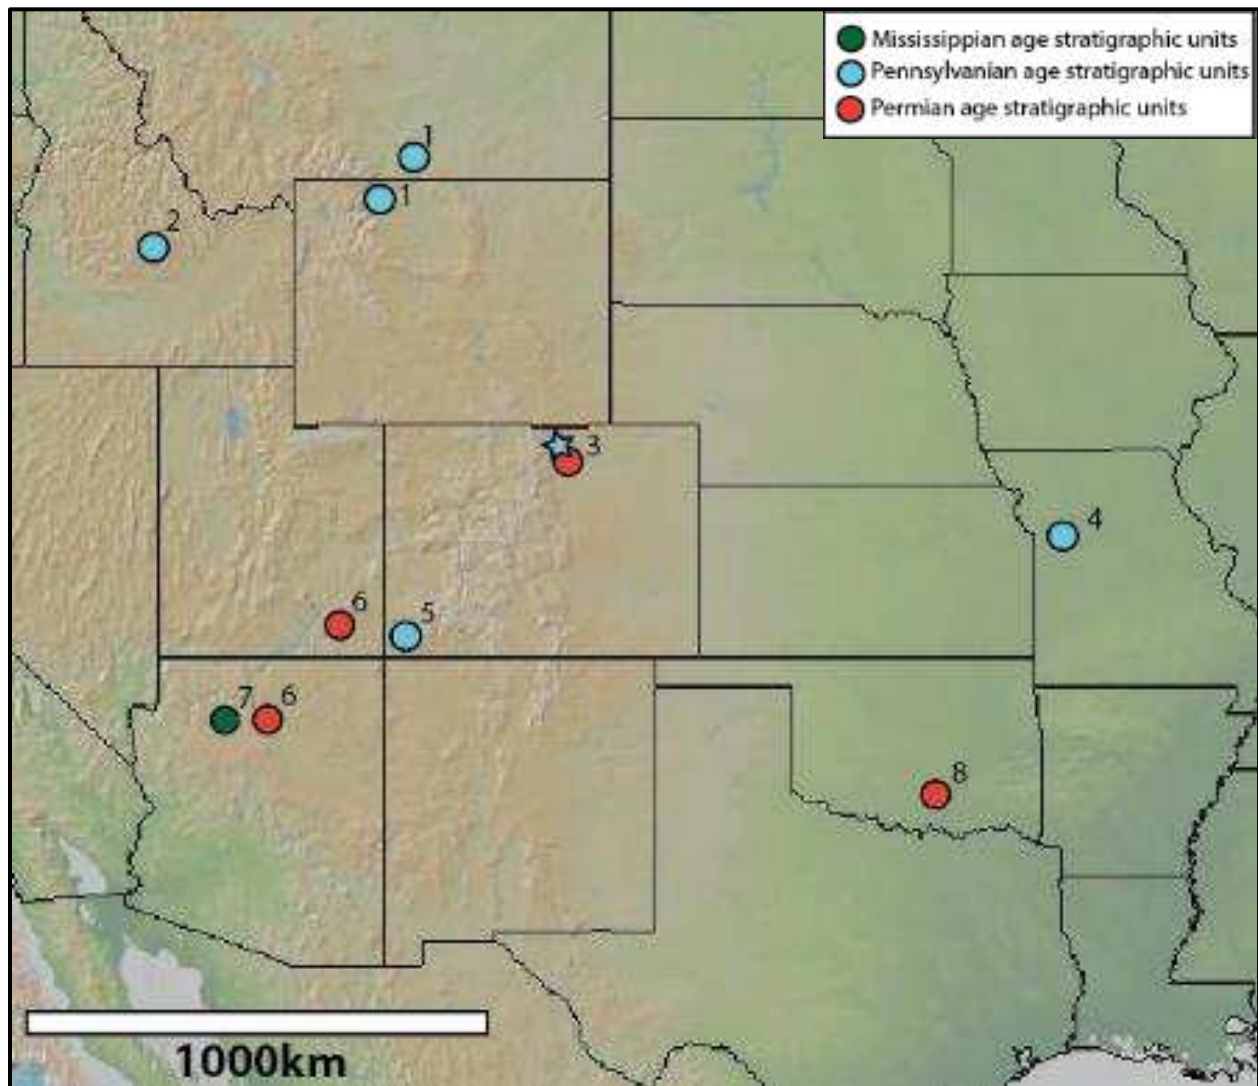 Mississippian age stratigraphic units
Pennsylvanian age stratigraphic units
Permian age stratigraphic units
1
1
2
3
4
6
5
7 6
8
1000km